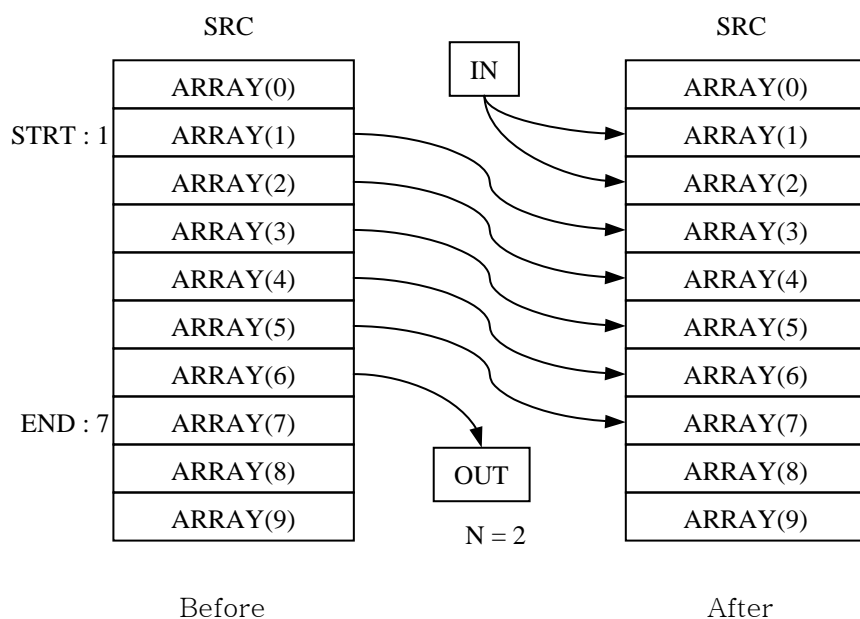 SRC
ARRAY(0)
STRT : 1
ARRAY(1)
ARRAY(2)
ARRAY(3)
ARRAY(4)
ARRAY(5)
ARRAY(6)
END : 7
ARRAY(7)
ARRAY(8)
ARRAY(9)
Before
IN
OUT
N = 2
SRC
ARRAY(0)
ARRAY(1)
ARRAY(2)
ARRAY(3)
ARRAY(4)
ARRAY(5)
ARRAY(6)
ARRAY(7)
ARRAY(8)
ARRAY(9)
After